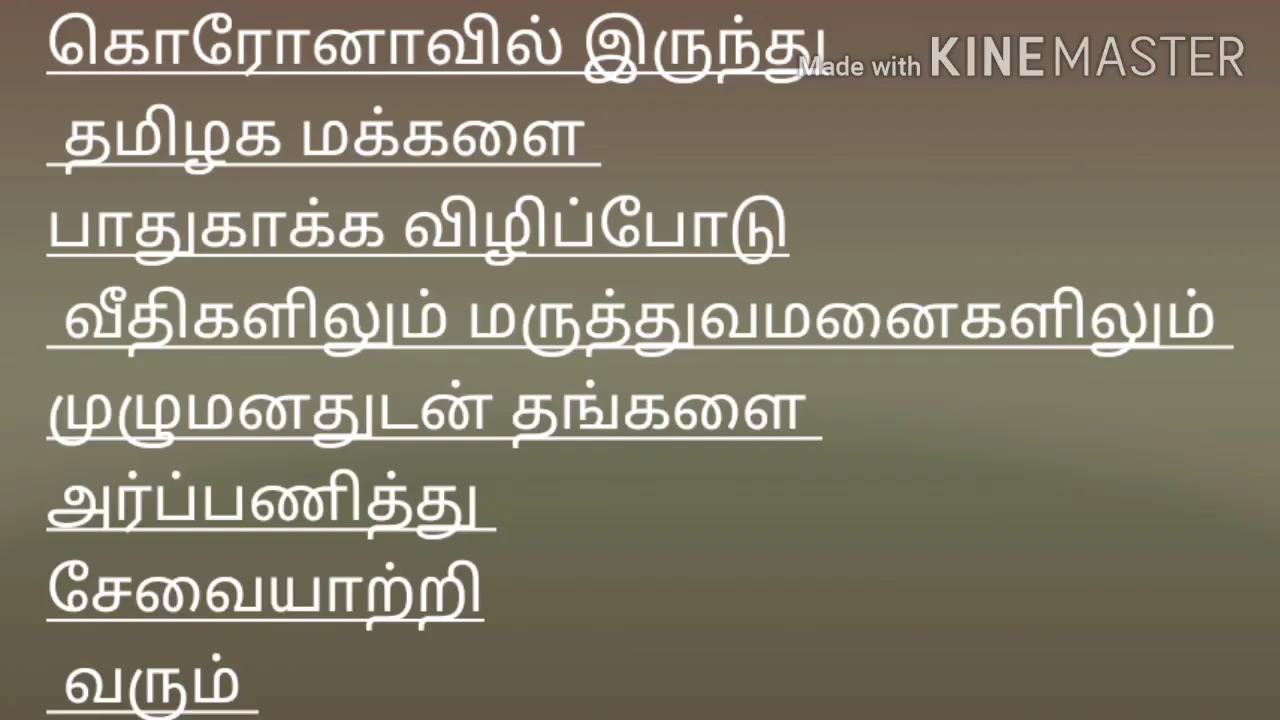 கொரோனாவில் இருந்து
Made with KINEMASTER
தமிழக மக்களை
பாதுகாக்க விழிப்போடு
வீதிகளிலும் மருத்துவமனைகளிலும்
முழுமனதுடன் தங்களை
அர்ப்பணித்து
சேவையாற்றி
வரும்